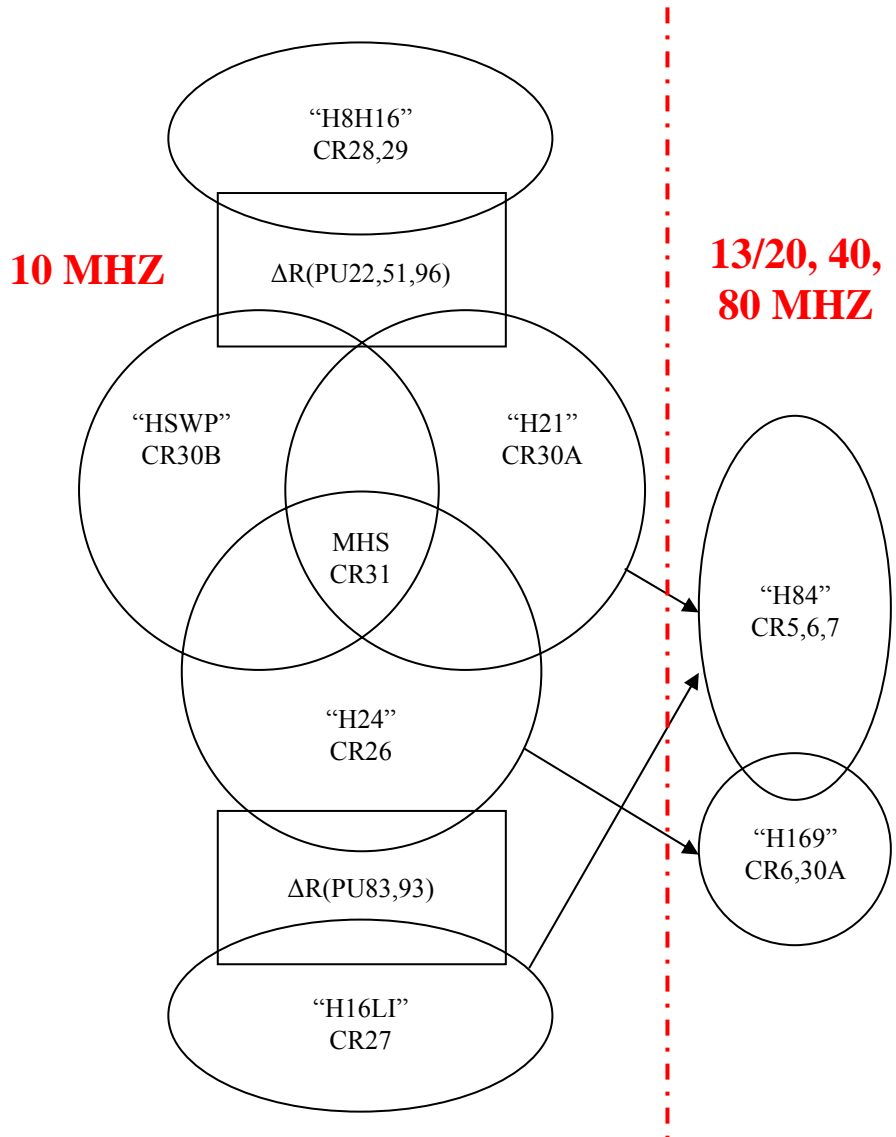 “H8H16”
CR28,29
10 MHZ
ΔR(PU22,51,96)
13/20, 40,
80 MHZ
“HSWP”
CR30B
“H21”
CR30A
MHS
CR31
“H84”
CR5,6,7
“H24”
CR26
“H169”
CR6,30A
ΔR(PU83,93)
“H16LI”
CR27